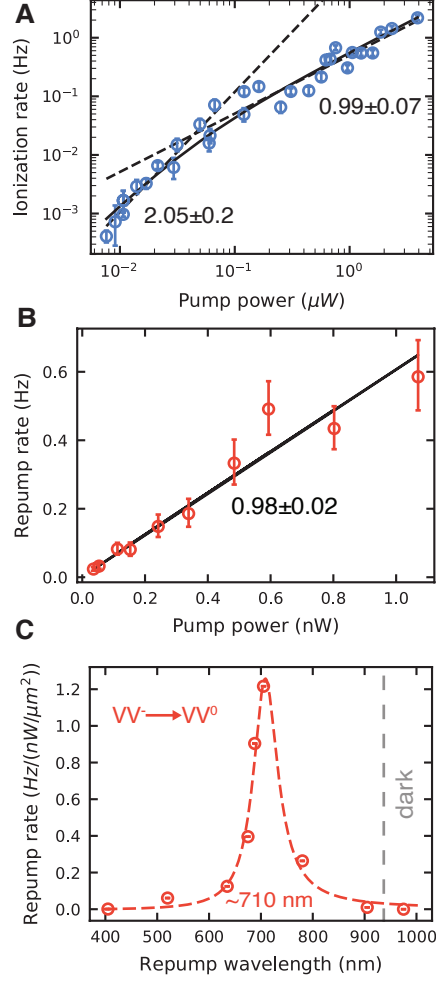 A
Ionization rate (Hz)
10⁰
10⁻¹
10⁻²
10⁻³
0.99±0.07
2.05±0.2
10⁻² 10⁻¹ 10⁰
Pump power (μW)
B
Repump rate (Hz)
0.6
0.4
0.2
0.0
0.98±0.02
0.0 0.2 0.4 0.6 0.8 1.0
Pump power (nW)
C
Repump rate (Hz/(nW/μm²))
1.2
1.0
0.8
0.6
0.4
0.2
0.0
VV⁻→VV⁰
dark
~710 nm
400 500 600 700 800 900 1000
Repump wavelength (nm)